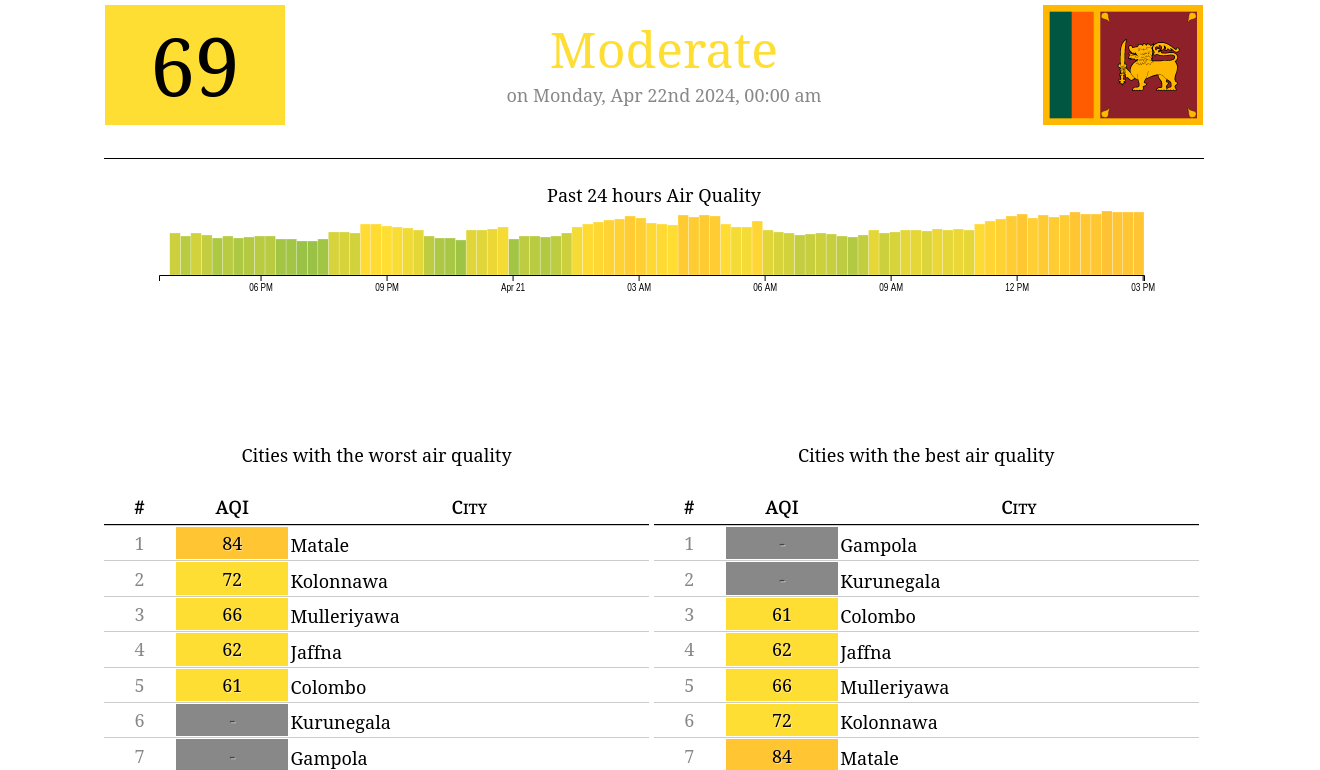 69
Moderate
on Monday, Apr 22nd 2024, 00:00 am
Past 24 hours Air Quality
06 PM 09 PM Apr 21 03 AM 06 AM 09 AM 12 PM 03 PM
Cities with the worst air quality
# AQI City
1 84 Matale
2 72 Kolonnawa
3 66 Mulleriyawa
4 62 Jaffna
5 61 Colombo
6 - Kurunegala
7 - Gampola
Cities with the best air quality
# AQI City
1 - Gampola
2 - Kurunegala
3 61 Colombo
4 62 Jaffna
5 66 Mulleriyawa
6 72 Kolonnawa
7 84 Matale